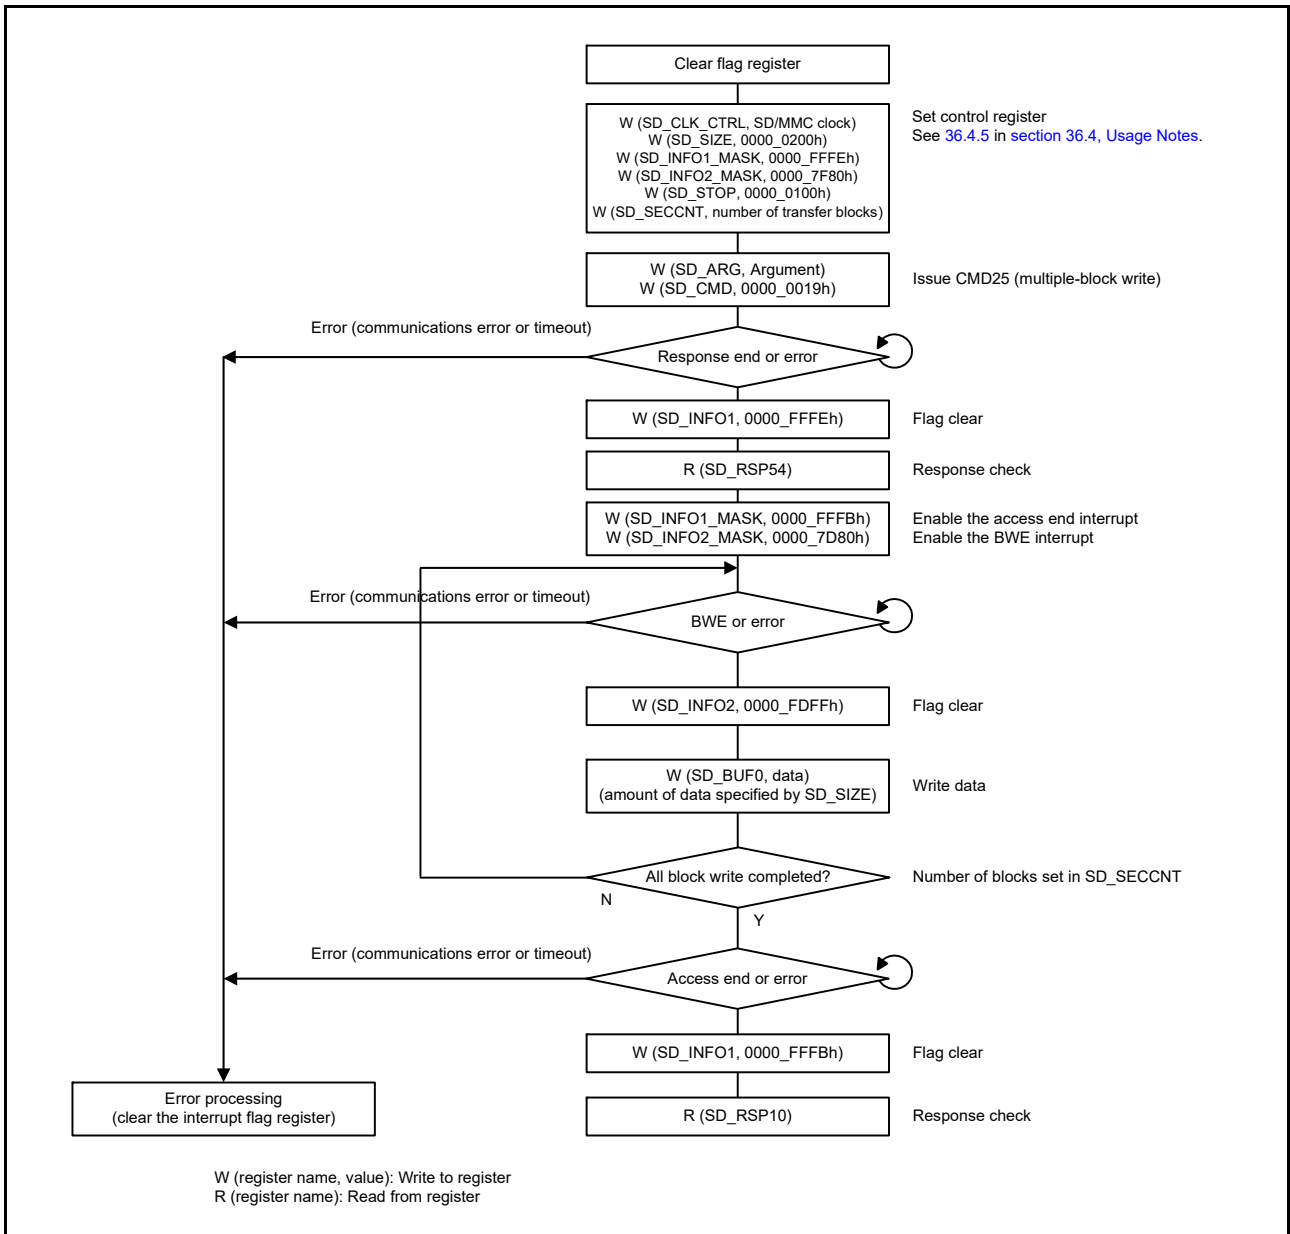 Clear flag register
W (SD_CLK_CTRL, SD/MMC clock)
W (SD_SIZE, 0000_0200h)
W (SD_INFO1_MASK, 0000_FFFEh)
W (SD_INFO2_MASK, 0000_7F80h)
W (SD_STOP, 0000_0100h)
W (SD_SECCNT, number of transfer blocks)
Set control register
See 36.4.5 in section 36.4, Usage Notes.
W (SD_ARG, Argument)
W (SD_CMD, 0000_0019h)
Issue CMD25 (multiple-block write)
Error (communications error or timeout)
Response end or error
W (SD_INFO1, 0000_FFFEh)
Flag clear
R (SD_RSP54)
Response check
W (SD_INFO1_MASK, 0000_FFFBh)
W (SD_INFO2_MASK, 0000_7D80h)
Enable the access end interrupt
Enable the BWE interrupt
Error (communications error or timeout)
BWE or error
W (SD_INFO2, 0000_FDFFh)
Flag clear
W (SD_BUF0, data)
(amount of data specified by SD_SIZE)
Write data
All block write completed?
Number of blocks set in SD_SECCNT
N
Y
Error (communications error or timeout)
Access end or error
W (SD_INFO1, 0000_FFFBh)
Flag clear
Error processing
(clear the interrupt flag register)
R (SD_RSP10)
Response check
W (register name, value): Write to register
R (register name): Read from register